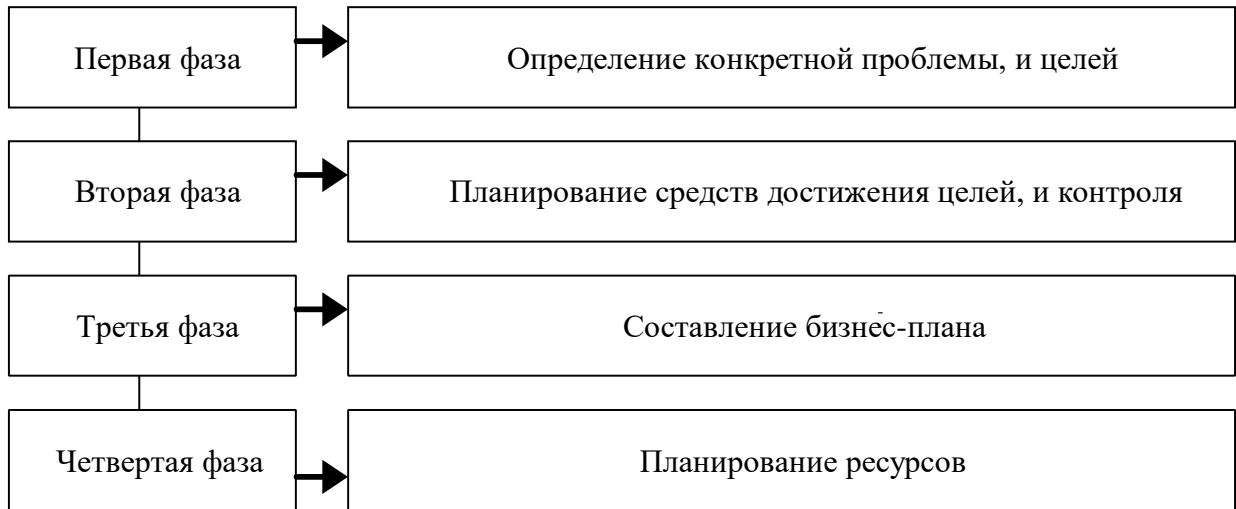 Первая фаза
Определение конкретной проблемы, и целей
Вторая фаза
Планирование средств достижения целей, и контроля
Третья фаза
Составление бизнес-плана
Четвертая фаза
Планирование ресурсов